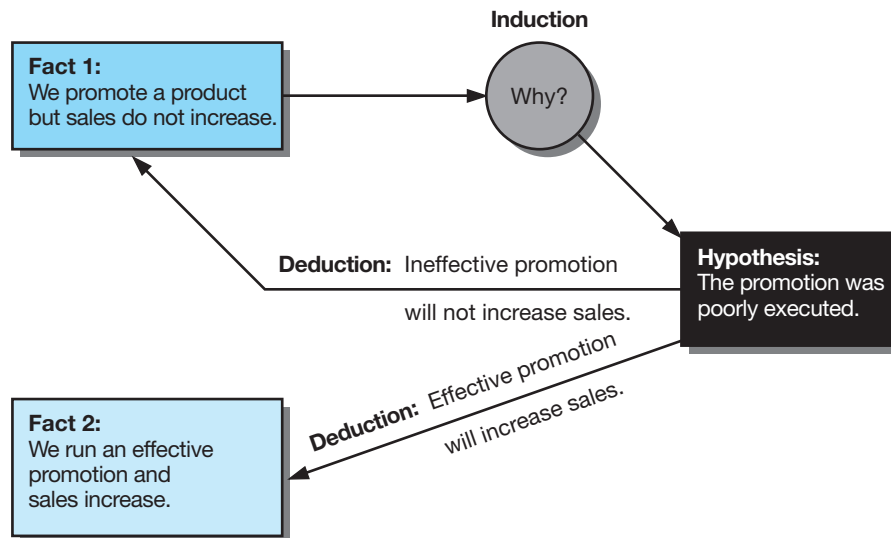 Induction
Fact 1:
We promote a product
but sales do not increase.
Why?
Hypothesis:
The promotion was
poorly executed.
Deduction: Ineffective promotion
will not increase sales.
Deduction: Effective promotion
will increase sales.
Fact 2:
We run an effective
promotion and
sales increase.